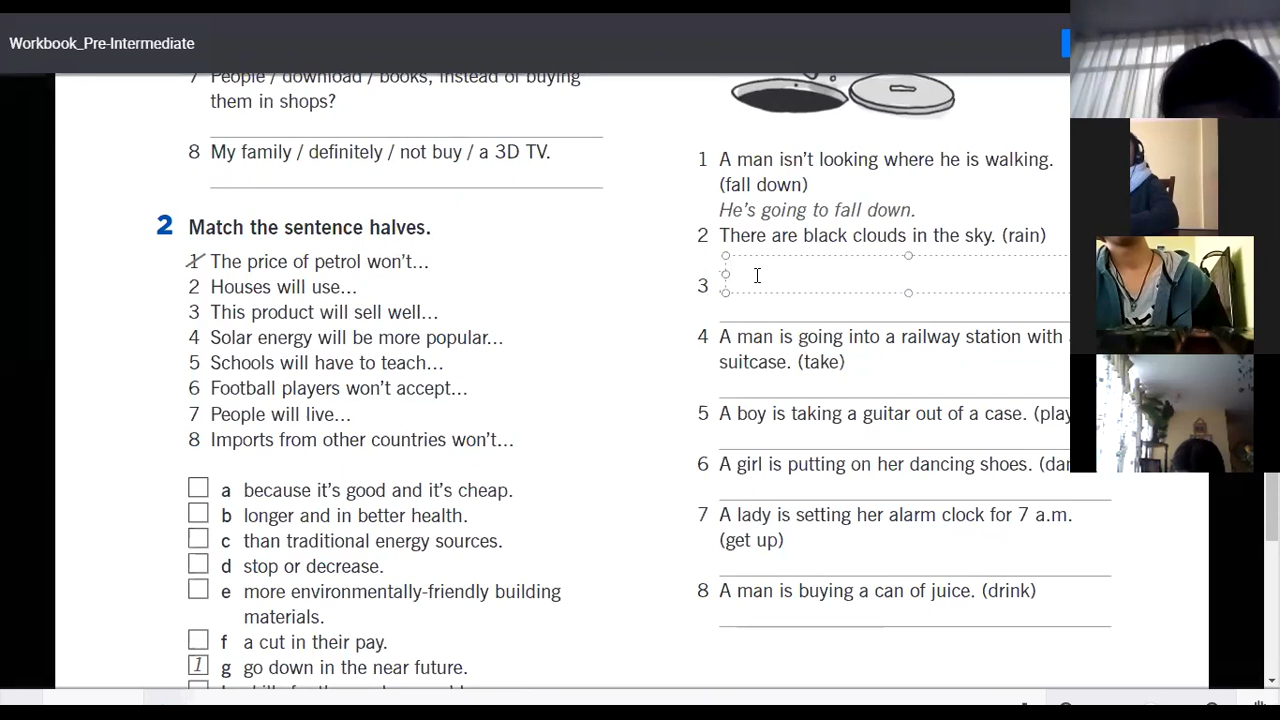 Workbook_Pre-Intermediate
7 People / download / books, instead of buying
them in shops?
8 My family / definitely / not buy / a 3D TV.
2 Match the sentence halves.
1 The price of petrol won't…
2 Houses will use…
3 This product will sell well…
4 Solar energy will be more popular…
5 Schools will have to teach…
6 Football players won't accept…
7 People will live…
8 Imports from other countries won't…
a because it's good and it's cheap.
b longer and in better health.
c than traditional energy sources.
d stop or decrease.
e more environmentally-friendly building
materials.
f a cut in their pay.
1 g go down in the near future.
1 A man isn't looking where he is walking.
(fall down)
He's going to fall down.
2 There are black clouds in the sky. (rain)
3
4 A man is going into a railway station with
suitcase. (take)
5 A boy is taking a guitar out of a case. (play
6 A girl is putting on her dancing shoes. (da
7 A lady is setting her alarm clock for 7 a.m.
(get up)
8 A man is buying a can of juice. (drink)